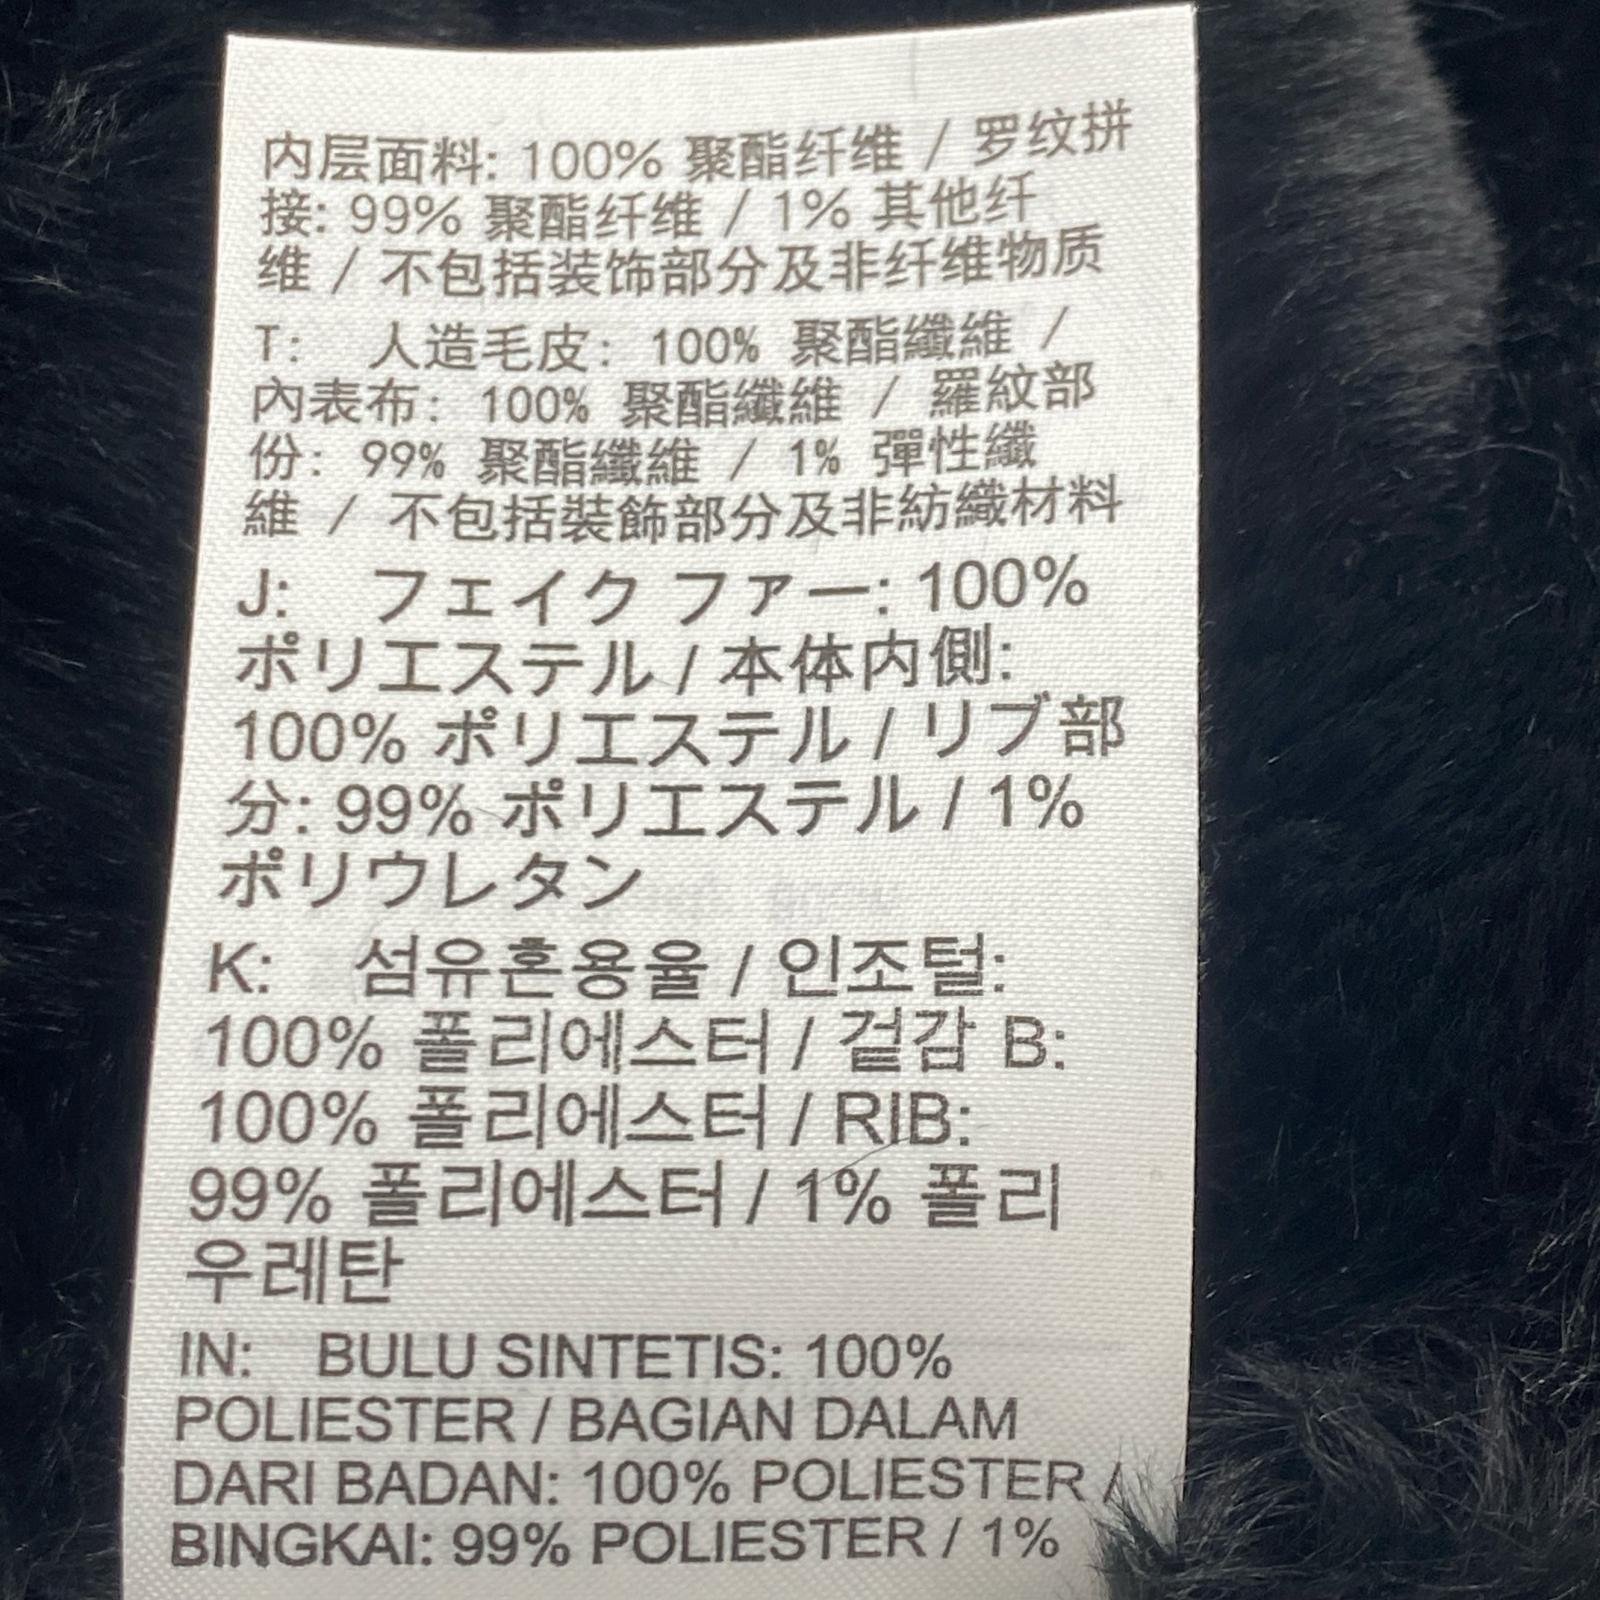 内层面料: 100% 聚酯纤维 / 罗纹拼
接: 99% 聚酯纤维 / 1% 其他纤
维 / 不包括装饰部分及非纤维物质
T: 人造毛皮: 100% 聚酯纖維 /
內表布: 100% 聚酯纖維 / 羅紋部
份: 99% 聚酯纖維 / 1% 彈性纖
維 / 不包括裝飾部分及非紡織材料
J: フェイク ファー: 100%
ポリエステル / 本体内側:
100% ポリエステル / リブ部
分: 99% ポリエステル / 1%
ポリウレタン
K: 섬유혼용율 / 인조털:
100% 폴리에스터 / 겉감 B:
100% 폴리에스터 / RIB:
99% 폴리에스터 / 1% 폴리
우레탄
IN: BULU SINTETIS: 100%
POLIESTER / BAGIAN DALAM
DARI BADAN: 100% POLIESTER /
BINGKAI: 99% POLIESTER / 1%